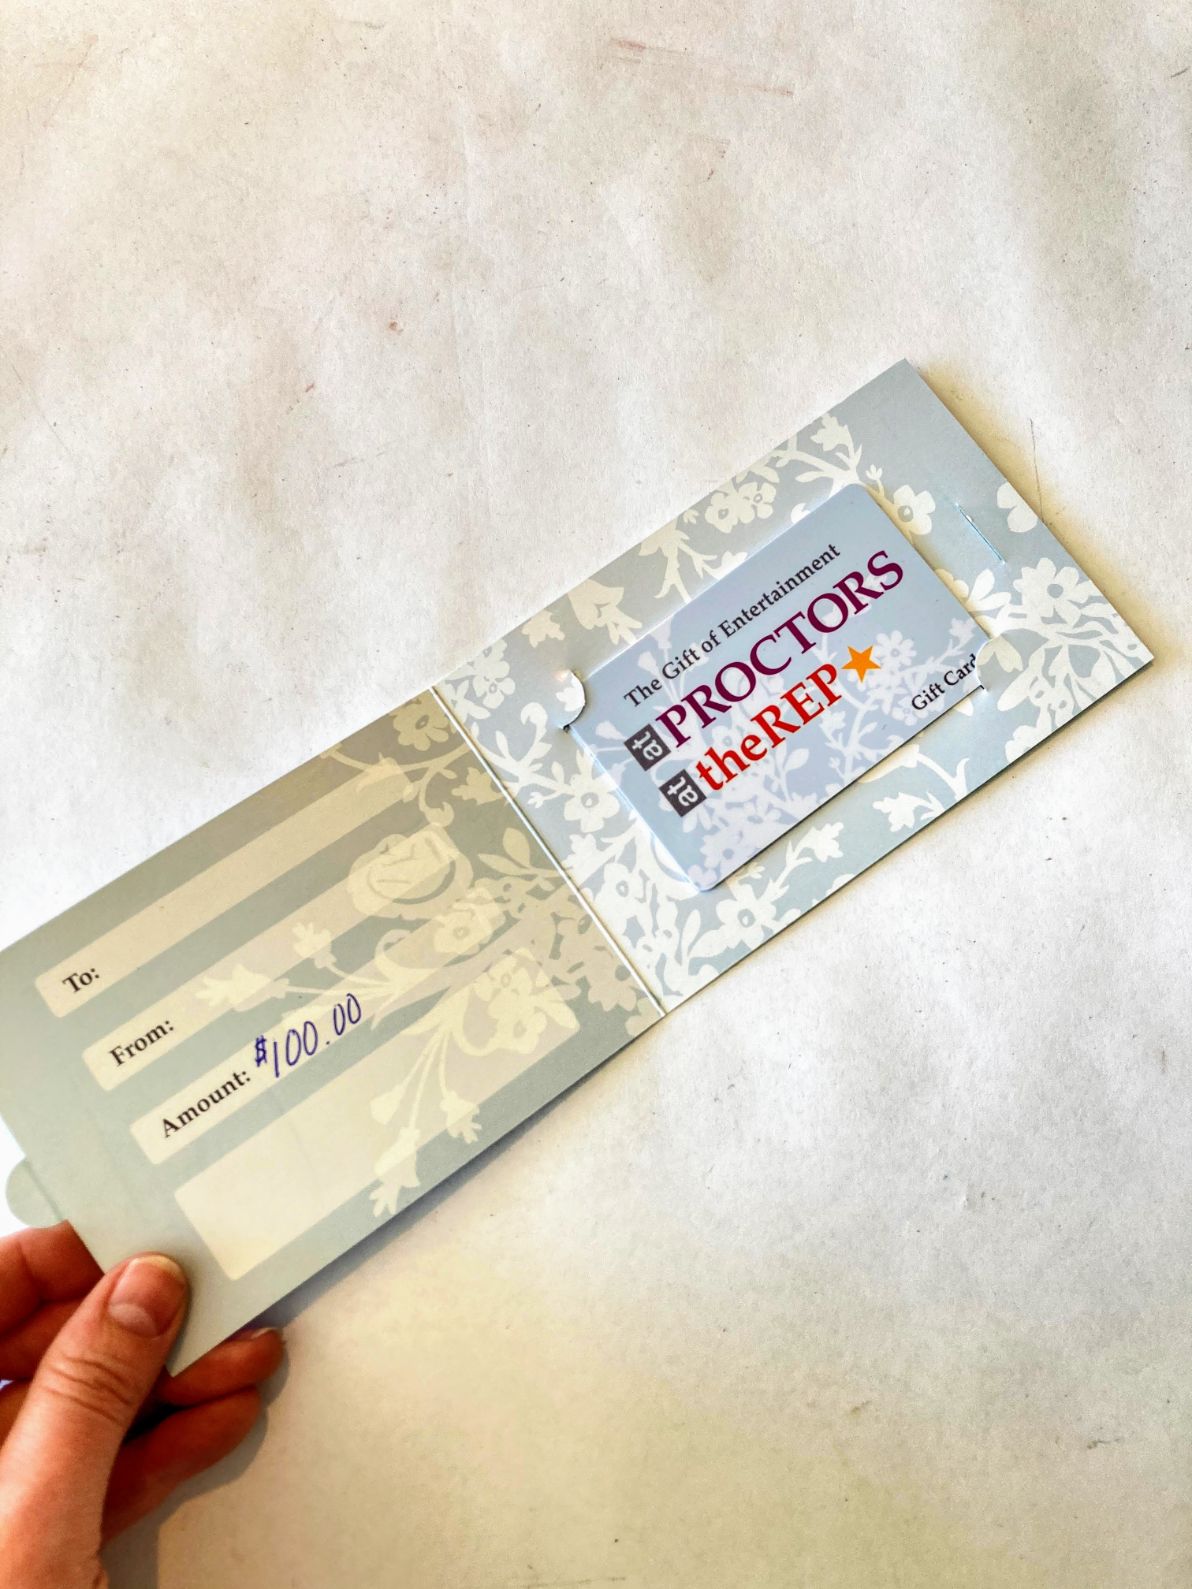 The Gift of Entertainment
at PROCTORS
at theREP
Gift Card
To:
From:
Amount: $100.00